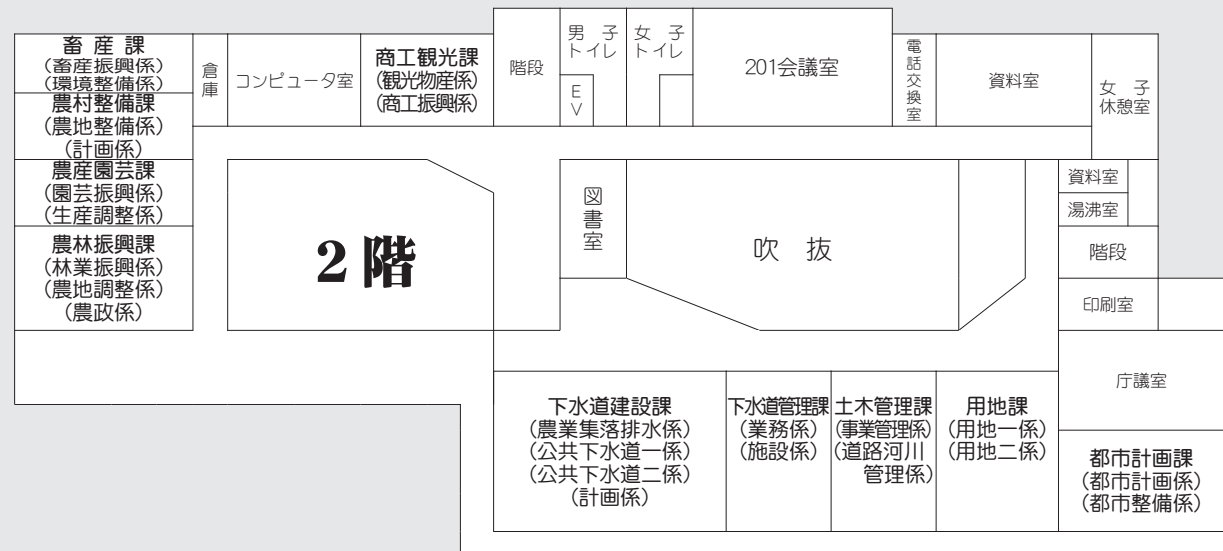 畜産課
(畜産振興係)
(環境整備係)
農村整備課
(農地整備係)
(計画係)
農産園芸課
(園芸振興係)
(生産調整係)
農林振興課
(林業振興係)
(農地調整係)
(農政係)
倉庫
コンピュータ室
商工観光課
(観光物産係)
(商工振興係)
階段
男子
トイレ
EV
女子
トイレ
201会議室
電話交換室
資料室
女子
休憩室
2階
図書室
吹抜
資料室
湯沸室
階段
印刷室
庁議室
下水道建設課
(農業集落排水係)
(公共下水道一係)
(公共下水道二係)
(計画係)
下水道管理課
(業務係)
(施設係)
土木管理課
(事業管理係)
(道路河川
管理係)
用地課
(用地一係)
(用地二係)
都市計画課
(都市計画係)
(都市整備係)